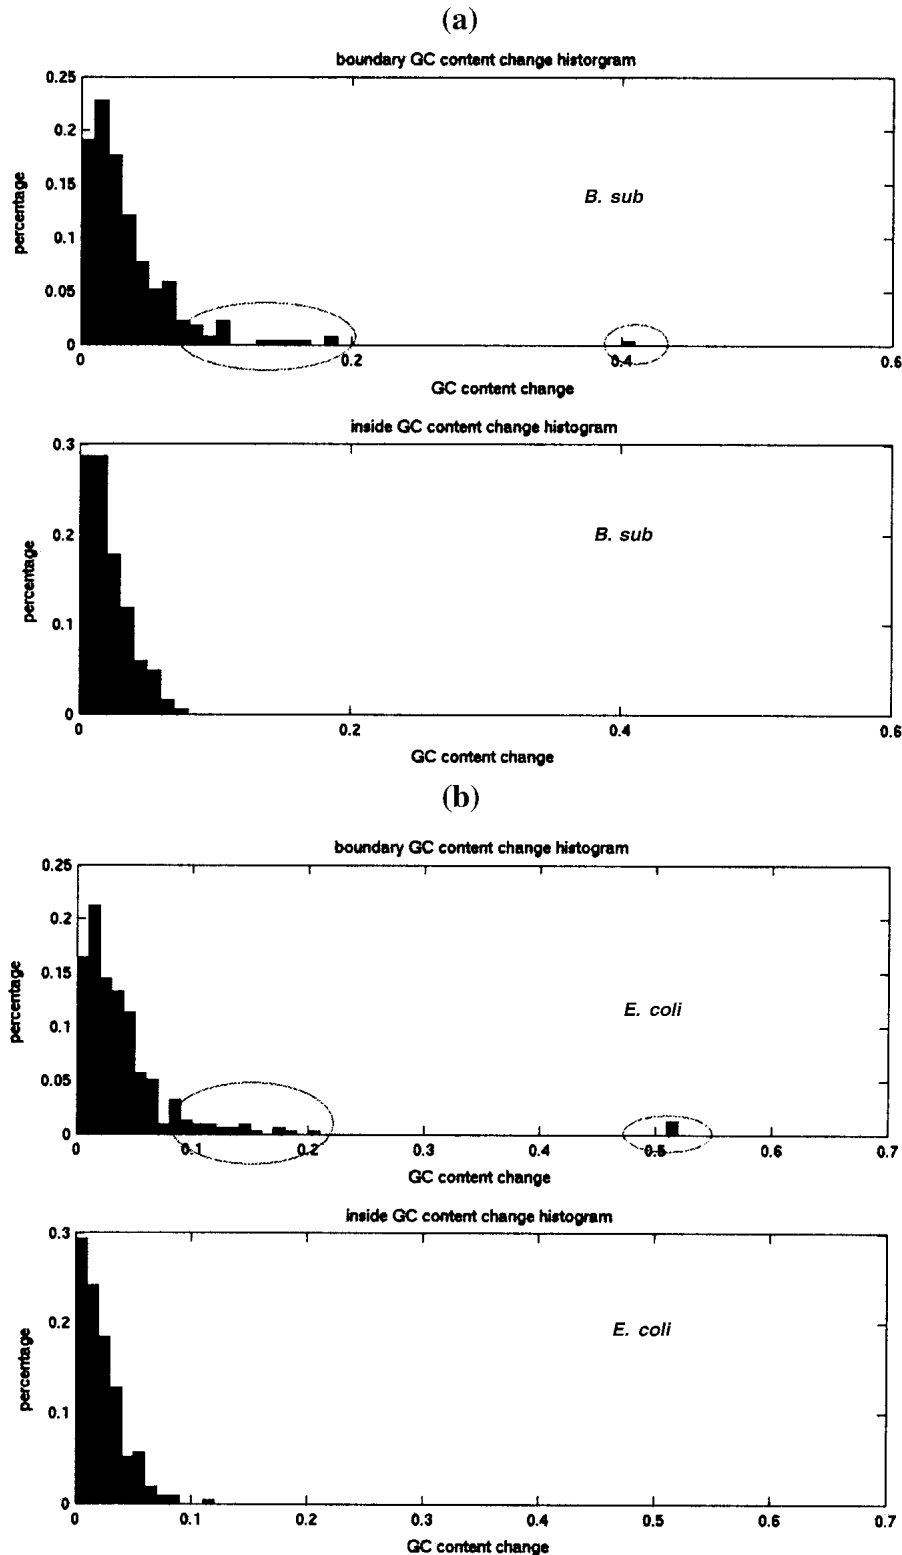 (a)
boundary GC content change historgram
0.25
0.2
0.15
0.1
0.05
0
percentage
B. sub
0 0.2 0.4 0.6
GC content change
inside GC content change histogram
0.3
0.2
0.1
0
percentage
B. sub
0 0.2 0.4 0.6
GC content change
(b)
boundary GC content change histogram
0.25
0.2
0.15
0.1
0.05
0
percentage
E. coli
0 0.1 0.2 0.3 0.4 0.5 0.6 0.7
GC content change
inside GC content change histogram
0.3
0.2
0.1
0
percentage
E. coli
0 0.1 0.2 0.3 0.4 0.5 0.6 0.7
GC content change